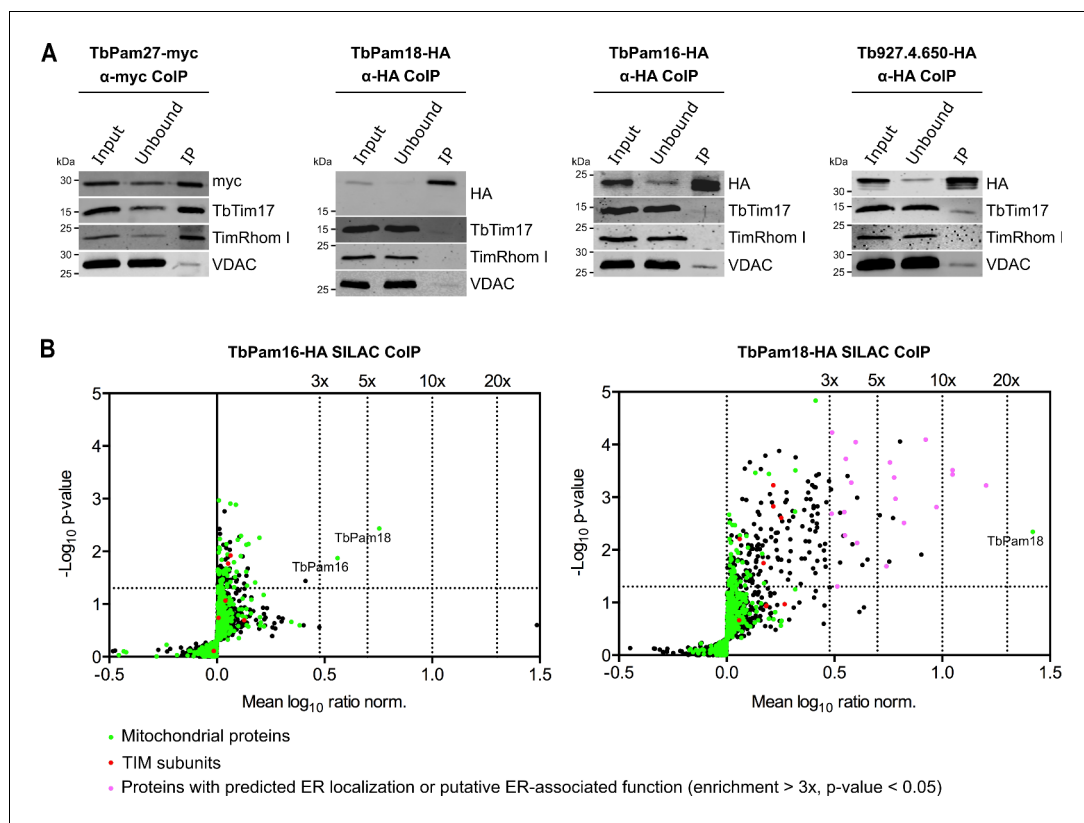 A
TbPam27-myc
α-myc CoIP
Input
Unbound
IP
kDa
30
15
25
30
25
myc
TbTim17
TimRhom I
VDAC
TbPam18-HA
α-HA CoIP
Input
Unbound
IP
kDa
15
25
HA
TbTim17
TimRhom I
VDAC
TbPam16-HA
α-HA CoIP
Input
Unbound
IP
kDa
25
20
15
25
30
25
HA
TbTim17
TimRhom I
VDAC
Tb927.4.650-HA
α-HA CoIP
Input
Unbound
IP
kDa
30
15
25
30
25
HA
TbTim17
TimRhom I
VDAC
B
TbPam16-HA SILAC CoIP
3x 5x 10x 20x
5
4
3
2
1
0
-Log10 p-value
TbPam18
TbPam16
-0.5 0.0 0.5 1.0 1.5
Mean log10 ratio norm.
TbPam18-HA SILAC CoIP
3x 5x 10x 20x
5
4
3
2
1
0
-Log10 p-value
TbPam18
-0.5 0.0 0.5 1.0 1.5
Mean log10 ratio norm.
Mitochondrial proteins
TIM subunits
Proteins with predicted ER localization or putative ER-associated function (enrichment > 3x, p-value < 0.05)